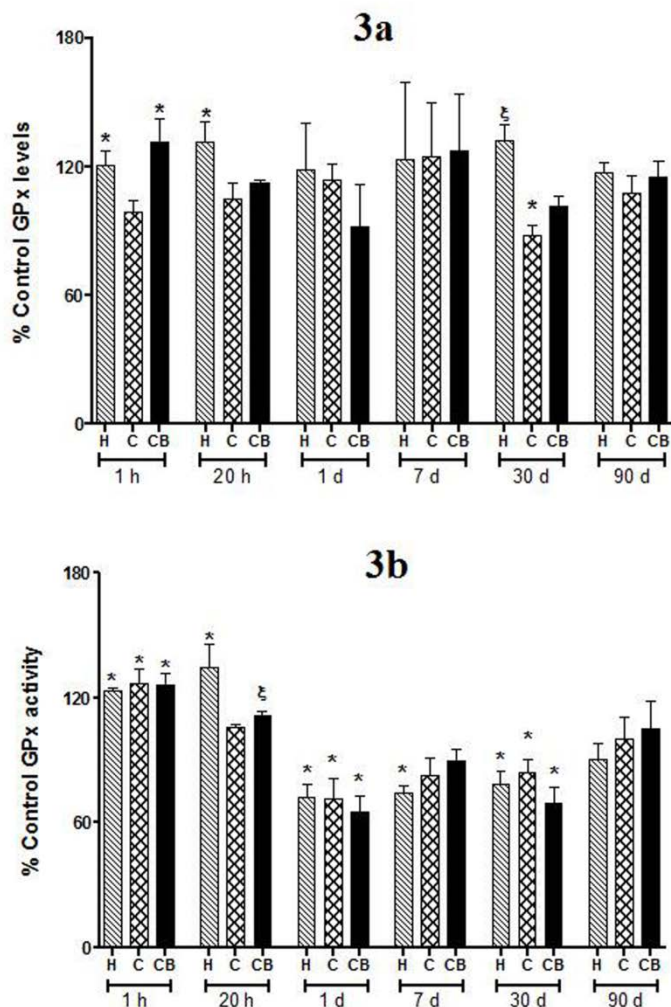 3a
% Control GPx levels
180
120
60
0
* * * ξ *
H C CB H C CB H C CB H C CB H C CB H C CB
1 h 20 h 1 d 7 d 30 d 90 d
3b
% Control GPx activity
180
120
60
0
* * * * ξ * * * * * * *
H C CB H C CB H C CB H C CB H C CB H C CB
1 h 20 h 1 d 7 d 30 d 90 d